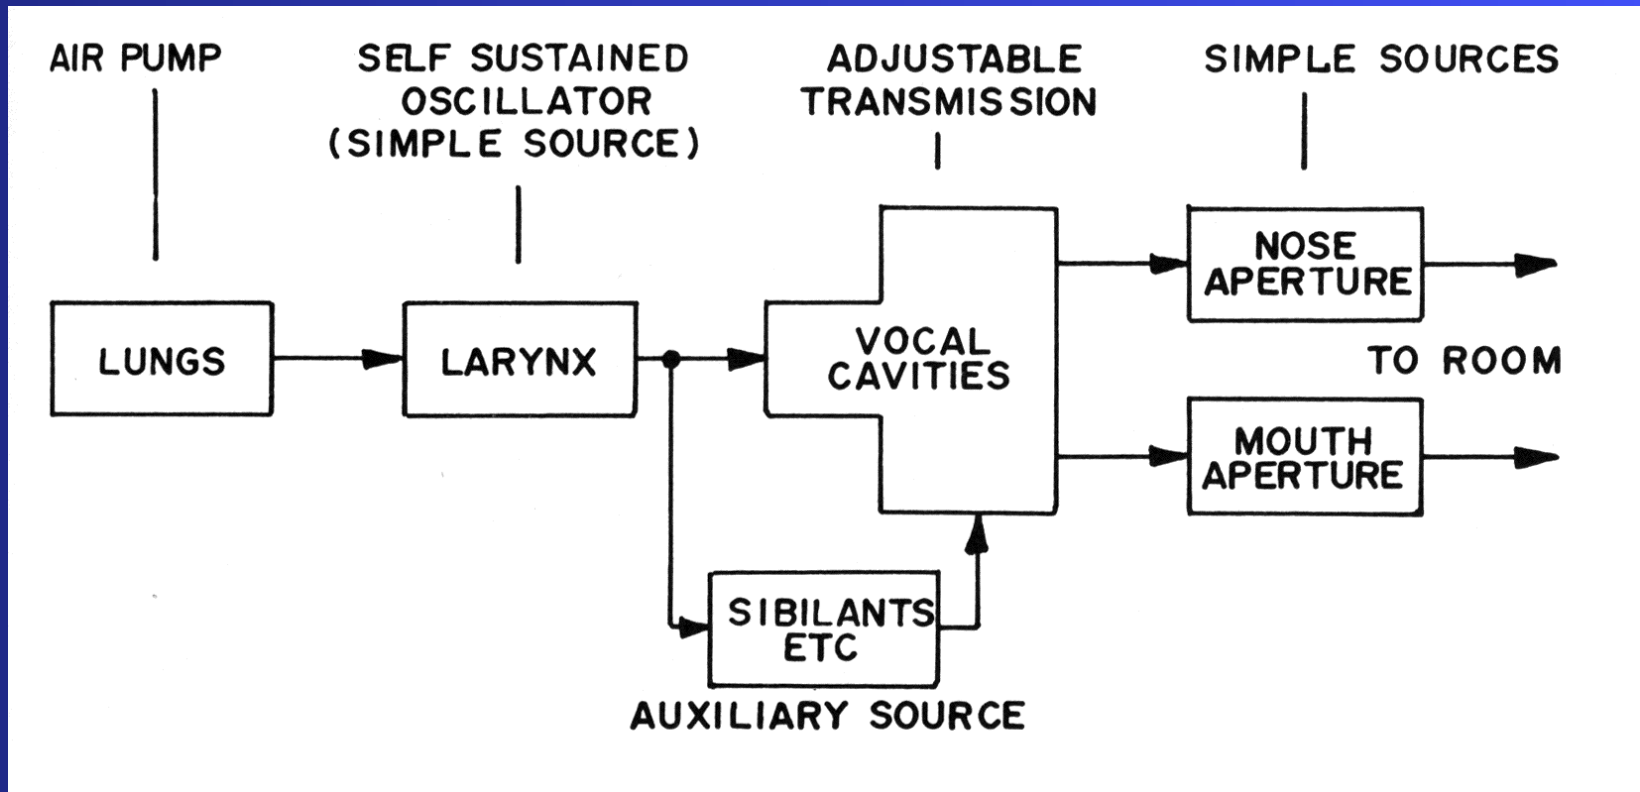 AIR PUMP
SELF SUSTAINED
OSCILLATOR
(SIMPLE SOURCE)
ADJUSTABLE
TRANSMISSION
SIMPLE SOURCES
LUNGS
LARYNX
VOCAL
CAVITIES
NOSE
APERTURE
TO ROOM
MOUTH
APERTURE
SIBILANTS
ETC
AUXILIARY SOURCE